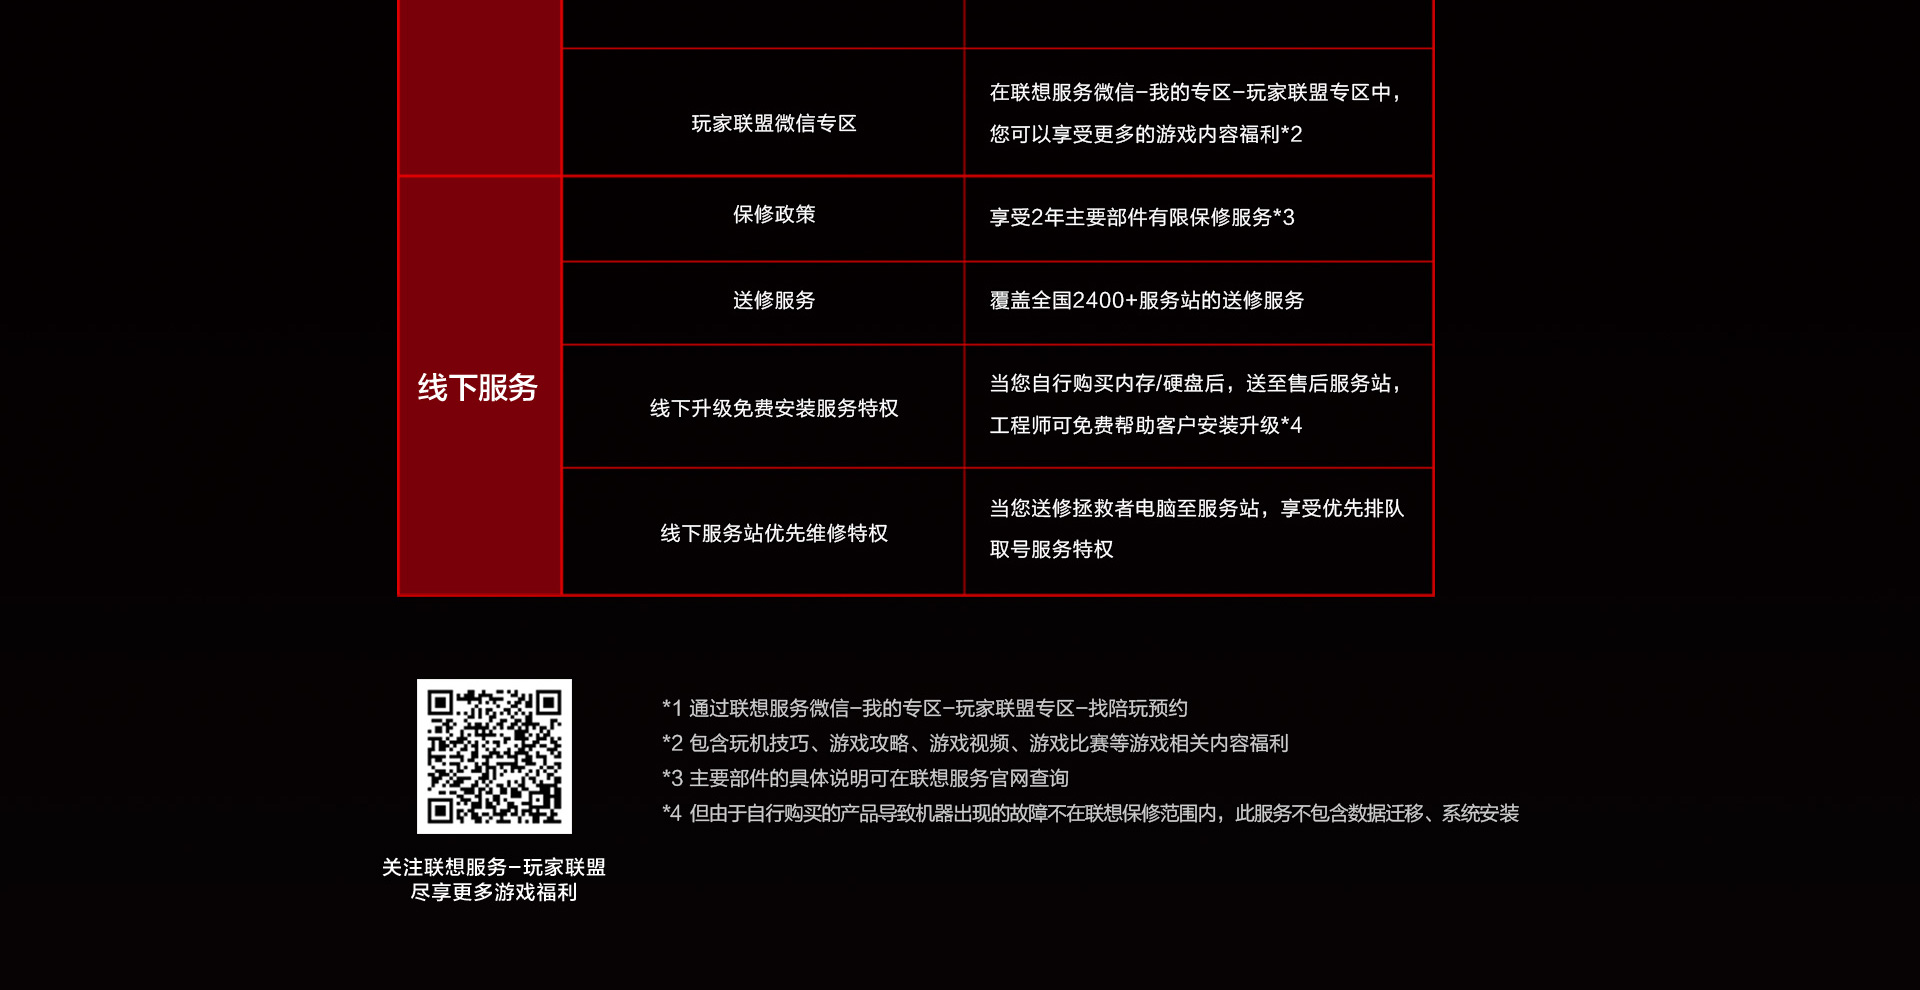 玩家联盟微信专区
在联想服务微信-我的专区-玩家联盟专区中，
您可以享受更多的游戏内容福利*2
线下服务
保修政策
享受2年主要部件有限保修服务*3
送修服务
覆盖全国2400+服务站的送修服务
线下升级免费安装服务特权
当您自行购买内存/硬盘后，送至售后服务站，
工程师可免费帮助客户安装升级*4
线下服务站优先维修特权
当您送修拯救者电脑至服务站，享受优先排队
取号服务特权
关注联想服务-玩家联盟
尽享更多游戏福利
*1 通过联想服务微信-我的专区-玩家联盟专区-找陪玩预约
*2 包含玩机技巧、游戏攻略、游戏视频、游戏比赛等游戏相关内容福利
*3 主要部件的具体说明可在联想服务官网查询
*4 但由于自行购买的产品导致机器出现的故障不在联想保修范围内，此服务不包含数据迁移、系统安装